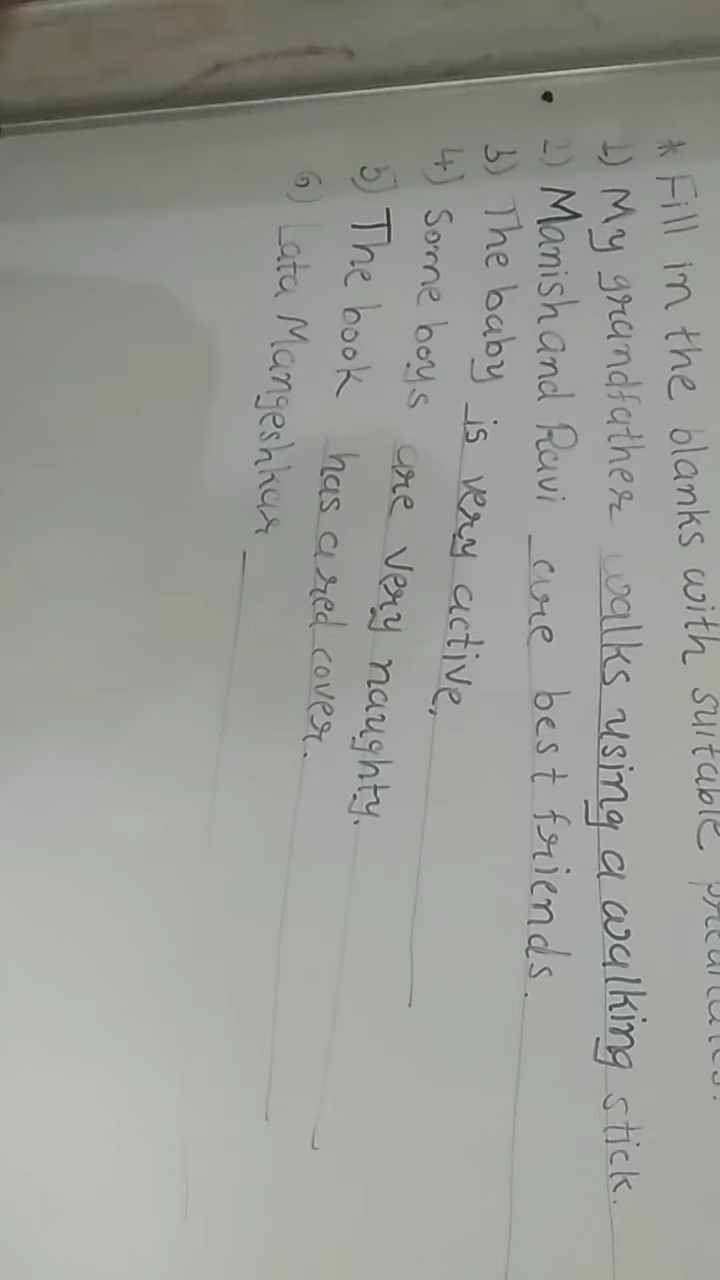 * Fill in the blanks with suitable predicates.
1) My grandfather walks using a walking stick.
2) Manish and Ravi are best friends.
3) The baby is very active.
4) Some boys are very naughty.
5) The book has a red cover.
6) Lata Mangeshkar